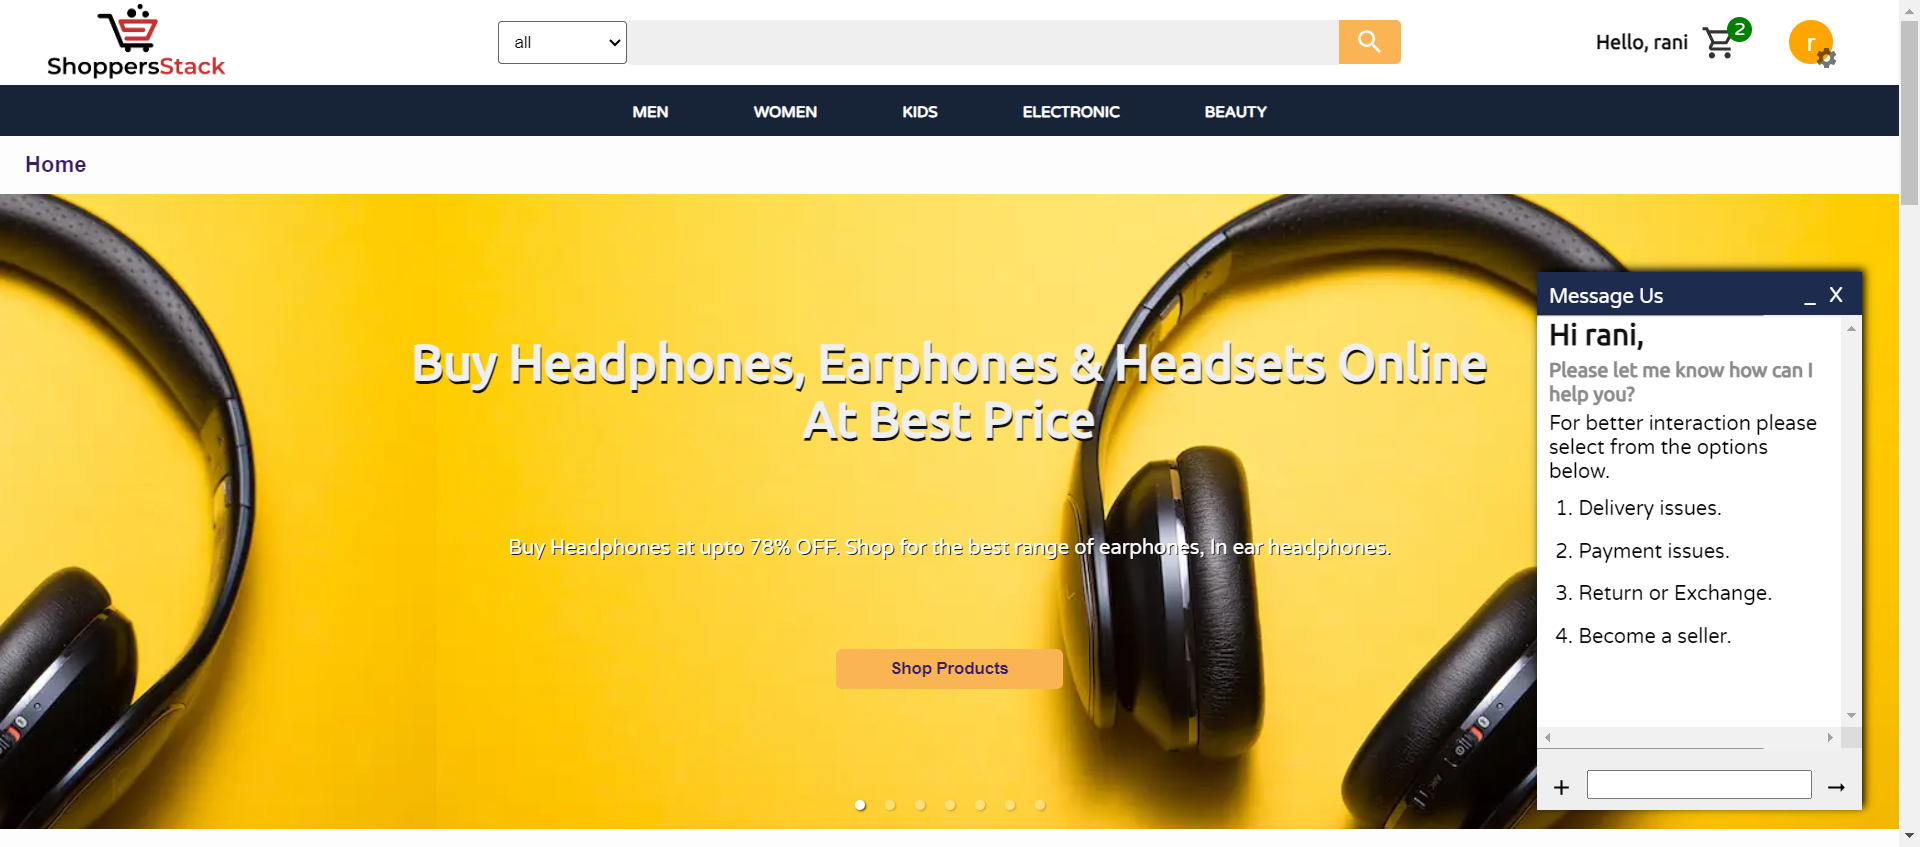 ShoppersStack
all
Hello, rani
2
r
MEN WOMEN KIDS ELECTRONIC BEAUTY
Home
Buy Headphones, Earphones & Headsets Online
At Best Price
Buy Headphones at upto 78% OFF. Shop for the best range of earphones, In ear headphones.
Shop Products
Message Us _ X
Hi rani,
Please let me know how can I
help you?
For better interaction please
select from the options
below.
1. Delivery issues.
2. Payment issues.
3. Return or Exchange.
4. Become a seller.
+